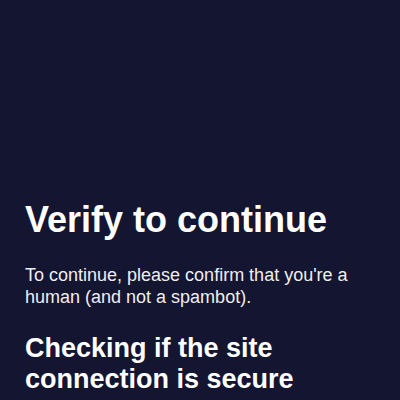 Verify to continue
To continue, please confirm that you're a
human (and not a spambot).
Checking if the site
connection is secure